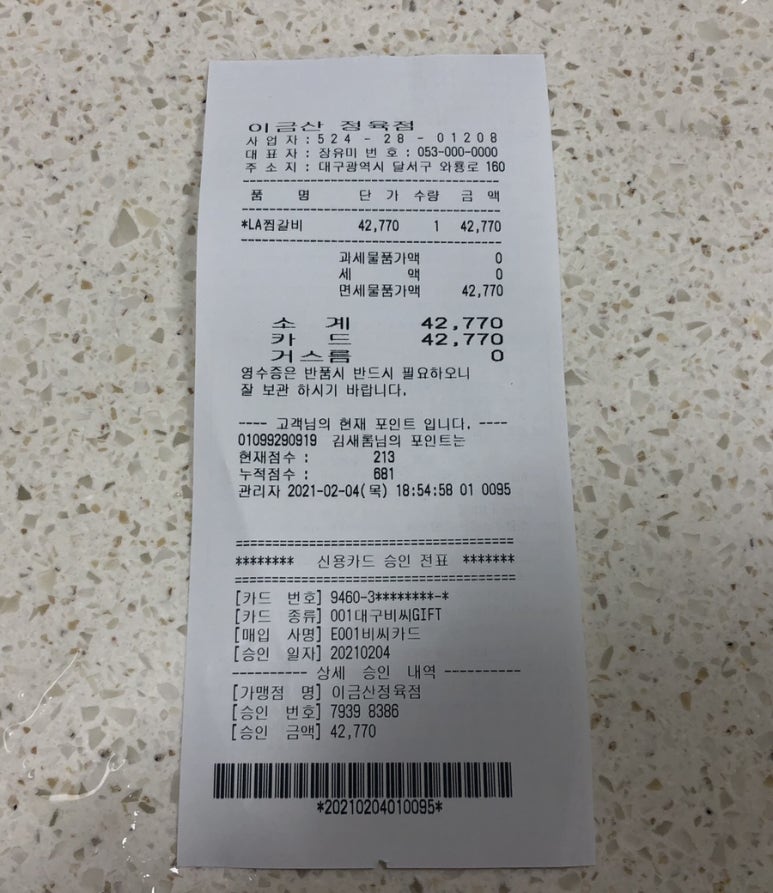 이금산 정육점
사 업 자 : 5 2 4 - 2 8 - 0 1 2 0 8
대 표 자 : 장유미 번 호 : 053-000-0000
주 소 지 : 대구광역시 달서구 와룡로 160
품 명 단 가 수량 금 액
*LA찜갈비 42,770 1 42,770
과세물품가액 0
세 액 0
면세물품가액 42,770
소 계 42,770
카 드 42,770
거스름 0
영수증은 반품시 반드시 필요하오니
잘 보관 하시기 바랍니다.
---- 고객님의 현재 포인트 입니다. ----
01099290919 김새롬님의 포인트는
현재점수 : 213
누적점수 : 681
관리자 2021-02-04(목) 18:54:58 01 0095
======================================
******** 신용카드 승인 전표 *******
======================================
[카드 번호] 9460-3********-*
[카드 종류] 001대구비씨GIFT
[매입 사명] E001비씨카드
[승인 일자] 20210204
---------- 상세 승인 내역 ----------
[가맹점 명] 이금산정육점
[승인 번호] 7939 8386
[승인 금액] 42,770
*20210204010095*